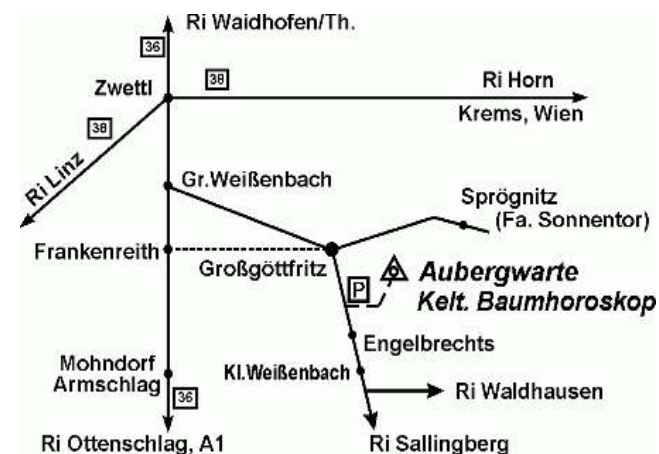 Ri Waidhofen/Th.
36
Zwettl
38
Ri Horn
Krems, Wien
38
Ri Linz
Gr.Weißenbach
Sprögnitz
(Fa. Sonnentor)
Frankenreith
Großgöttfritz
P
Aubergwarte
Kelt. Baumhoroskop
Engelbrechts
Mohndorf
Armschlag
Kl.Weißenbach
36
Ri Waldhausen
Ri Ottenschlag, A1
Ri Sallingberg